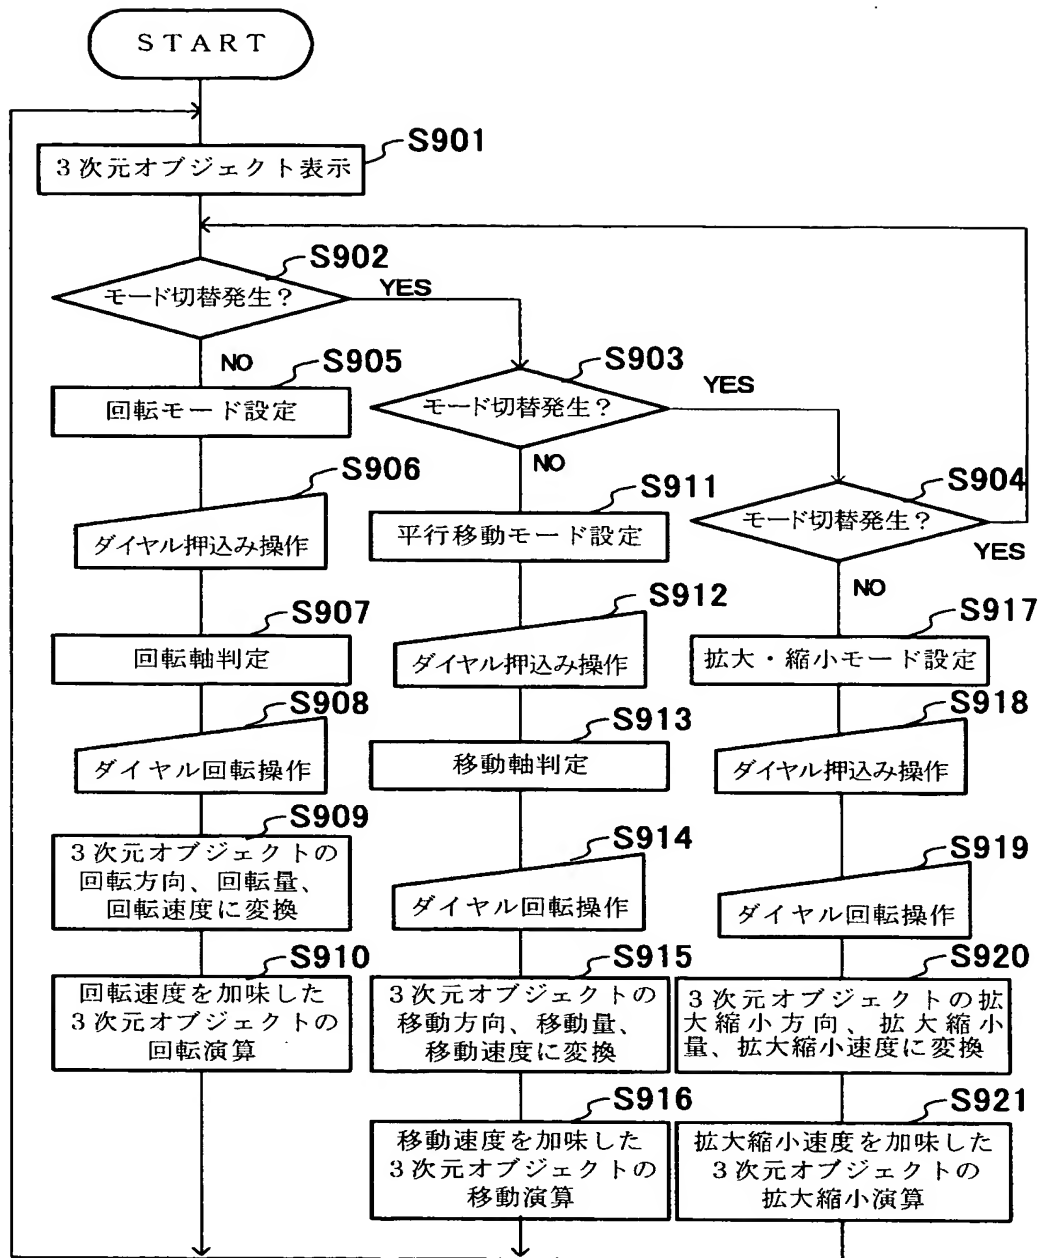 START
S901
3次元オブジェクト表示
S902
モード切替発生?
YES
NO
S905
回転モード設定
S906
ダイヤル押込み操作
S907
回転軸判定
S908
ダイヤル回転操作
S909
3次元オブジェクトの
回転方向、回転量、
回転速度に変換
S910
回転速度を加味した
3次元オブジェクトの
回転演算
S903
モード切替発生?
YES
NO
S911
平行移動モード設定
S912
ダイヤル押込み操作
S913
移動軸判定
S914
ダイヤル回転操作
S915
3次元オブジェクトの
移動方向、移動量、
移動速度に変換
S916
移動速度を加味した
3次元オブジェクトの
移動演算
S904
モード切替発生?
YES
NO
S917
拡大・縮小モード設定
S918
ダイヤル押込み操作
S919
ダイヤル回転操作
S920
3次元オブジェクトの拡
大縮小方向、拡大縮小
量、拡大縮小速度に変換
S921
拡大縮小速度を加味した
3次元オブジェクトの
拡大縮小演算